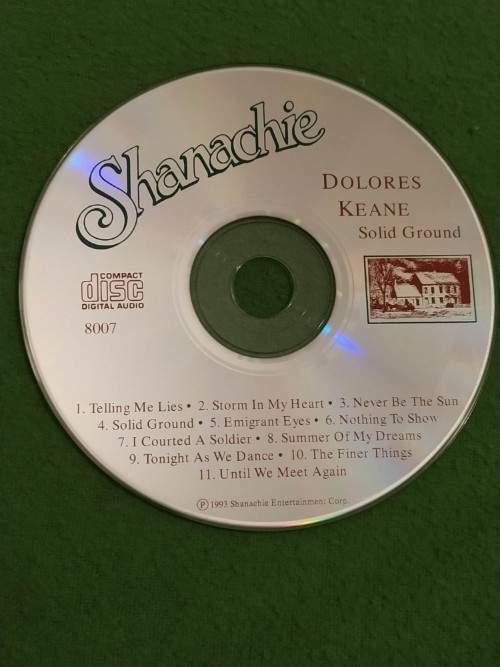 Shanachie
DOLORES
KEANE
Solid Ground
COMPACT
disc
DIGITAL AUDIO
8007
1. Telling Me Lies • 2. Storm In My Heart • 3. Never Be The Sun
4. Solid Ground • 5. Emigrant Eyes • 6. Nothing To Show
7. I Courted A Soldier • 8. Summer Of My Dreams
9. Tonight As We Dance • 10. The Finer Things
11. Until We Meet Again
℗ 1993 Shanachie Entertainment Corp.